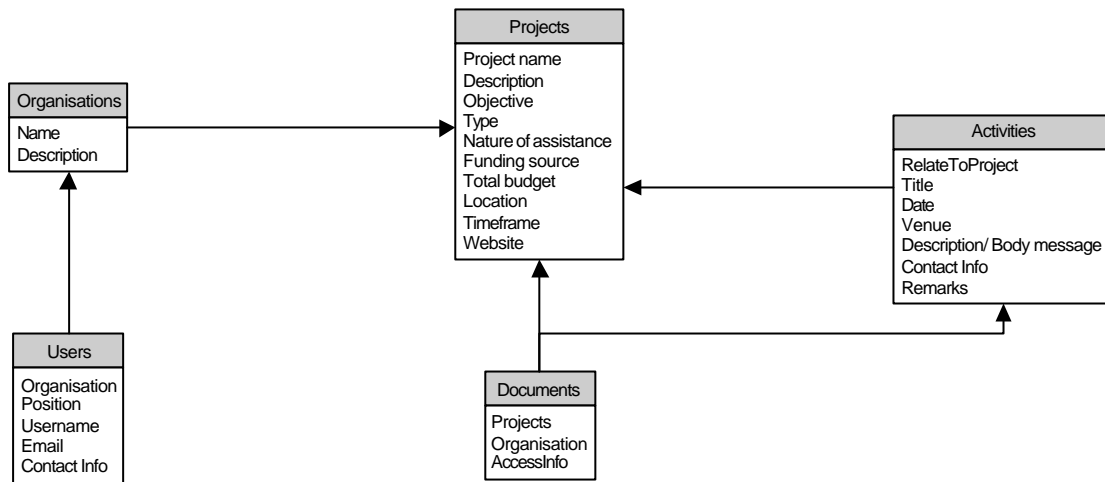 Projects
Project name
Description
Objective
Type
Nature of assistance
Funding source
Total budget
Location
Timeframe
Website
Organisations
Name
Description
Activities
RelateToProject
Title
Date
Venue
Description/ Body message
Contact Info
Remarks
Users
Organisation
Position
Username
Email
Contact Info
Documents
Projects
Organisation
AccessInfo